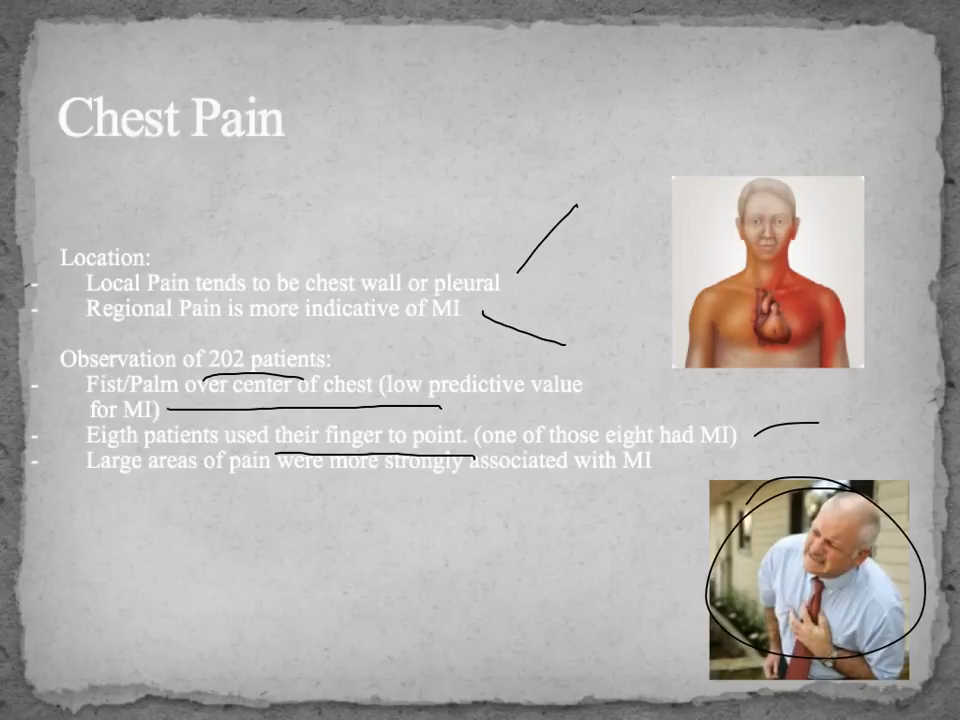 Chest Pain
Location:
- Local Pain tends to be chest wall or pleural
- Regional Pain is more indicative of MI
Observation of 202 patients:
- Fist/Palm over center of chest (low predictive value
for MI)
- Eigth patients used their finger to point. (one of those eight had MI)
- Large areas of pain were more strongly associated with MI